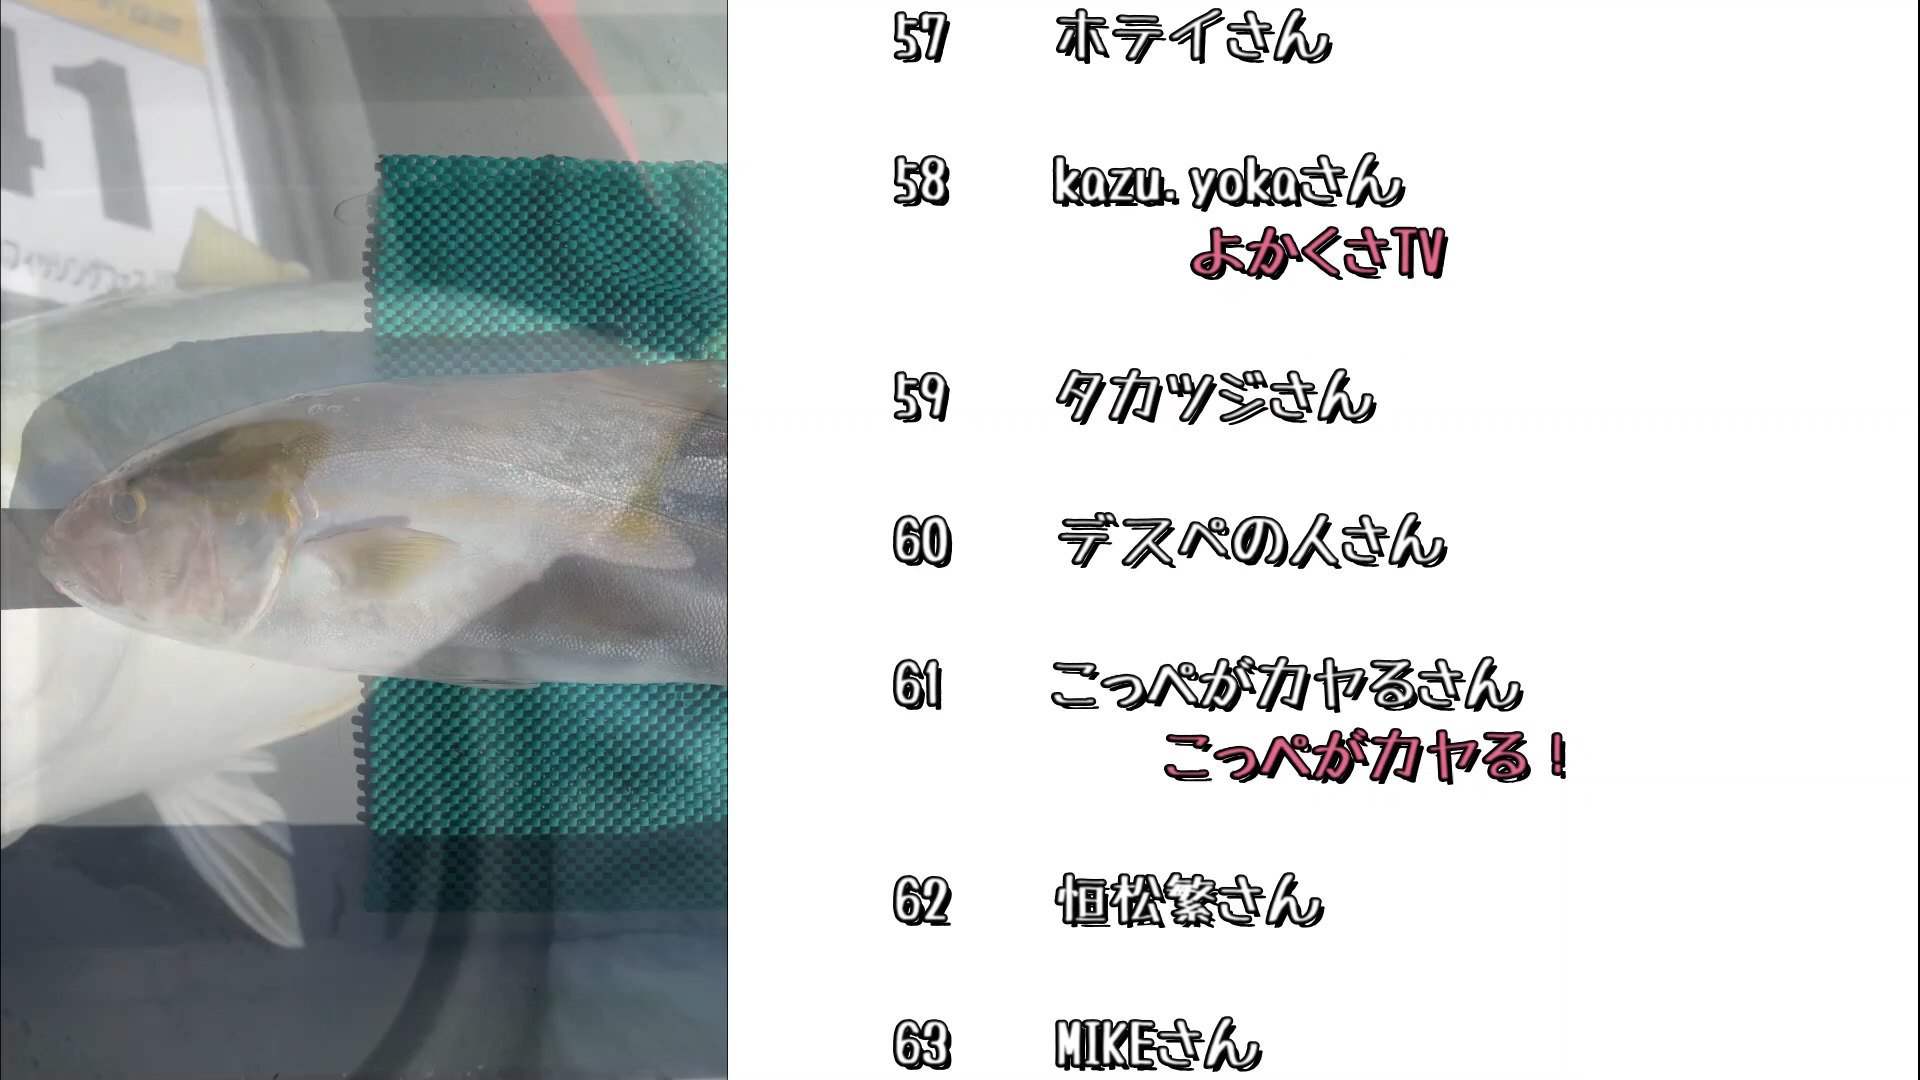 41
57 ホテイさん
58 kazu.yokaさん
よかくさTV
59 タカツジさん
60 デスペの人さん
61 こっぺがカヤるさん
こっぺがカヤる！
62 恒松繁さん
63 MIKEさん